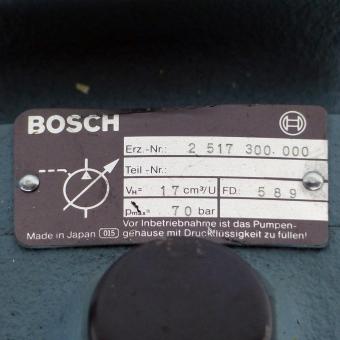 BOSCH
Erz.-Nr.: 2 517 300.000
Teil-Nr.:
VH= 17 cm³/U FD: 589
pmax= 70 bar
Vor Inbetriebnahme ist das Pumpen-
gehäuse mit Druckflüssigkeit zu füllen!
Made in Japan 015